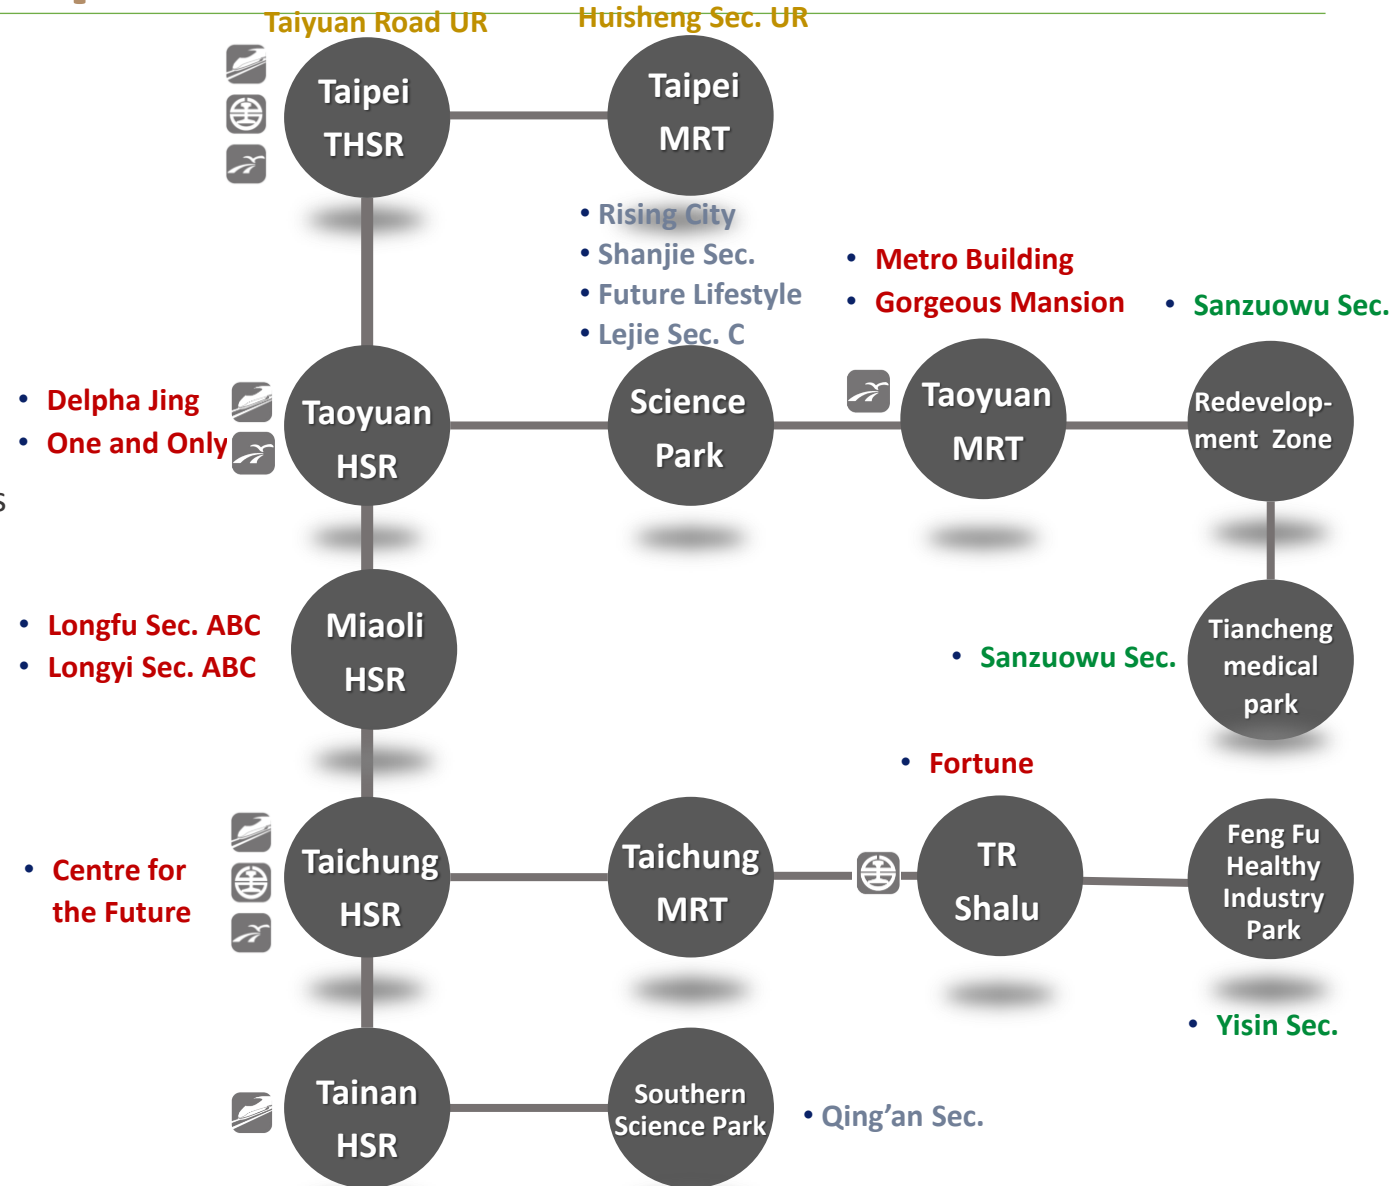 Taiyuan Road UR
Huisheng Sec. UR
Taipei
THSR
Taipei
MRT
• Rising City
• Shanjie Sec.
• Future Lifestyle
• Lejie Sec. C
• Metro Building
• Gorgeous Mansion
• Sanzuowu Sec.
• Delpha Jing
• One and Only
Taoyuan
HSR
Science
Park
Taoyuan
MRT
Redevelop-
ment Zone
s
• Longfu Sec. ABC
• Longyi Sec. ABC
Miaoli
HSR
• Sanzuowu Sec.
Tiancheng
medical
park
• Fortune
• Centre for
the Future
Taichung
HSR
Taichung
MRT
TR
Shalu
Feng Fu
Healthy
Industry
Park
• Yisin Sec.
Tainan
HSR
Southern
Science Park
• Qing’an Sec.